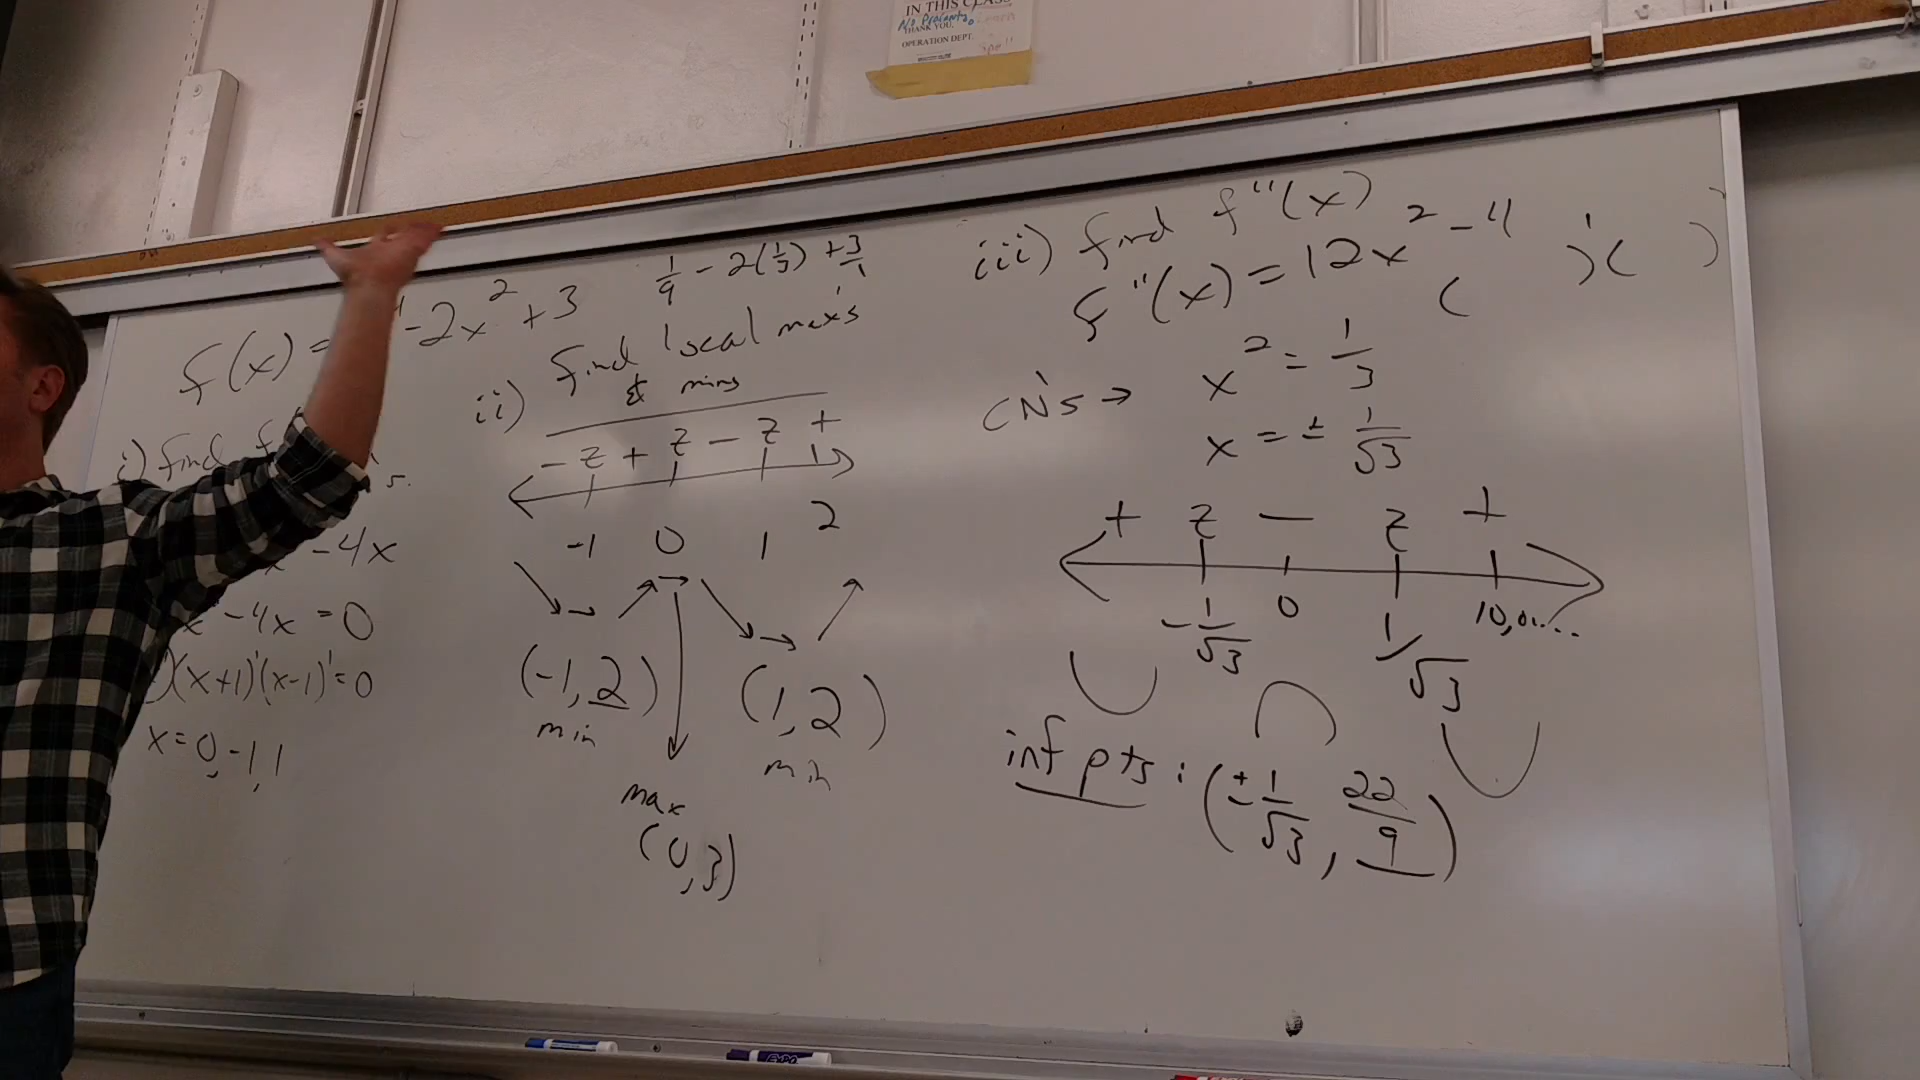 IN THIS CLASS
THANK YOU,
OPERATION DEPT.
f(x) = -2x² + 3
i) find
s.
-4x
-4x = 0
)(x+1)'(x-1)' = 0
x = 0, -1, 1
1/9 - 2(1/3) + 3/1
ii) find local max's
& mins
- z + z - z +
-1 0 1 2
(-1, 2)
min
(1, 2)
min
max
(0, 3)
iii) find f''(x)
f''(x) = 12x² - 4
( )'( )
CN's → x² = 1/3
x = ± 1/√3
+ z - z +
-1/√3 0 1/√3 10,0....
inf pts: (± 1/√3, 22/9)
EXPO